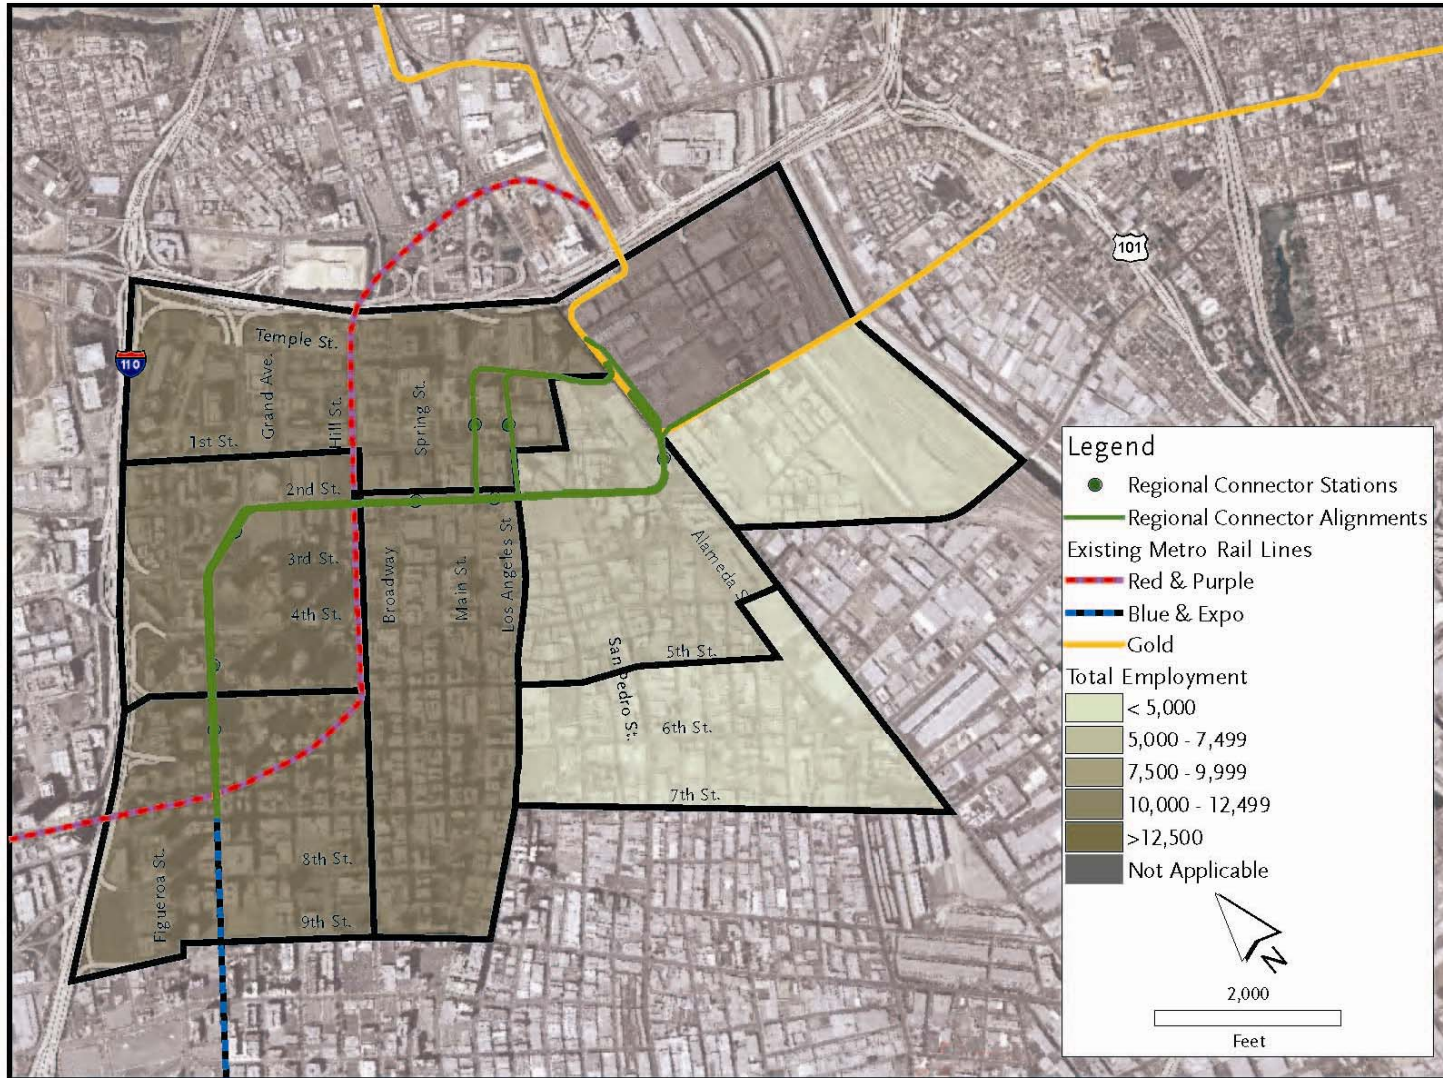 101
110
Temple St.
Grand Ave.
Hill St.
Spring St.
1st St.
2nd St.
3rd St.
4th St.
Broadway
Main St.
Los Angeles St
Alameda S
San Pedro St.
5th St.
6th St.
7th St.
8th St.
9th St.
Figueroa St.
Legend
Regional Connector Stations
Regional Connector Alignments
Existing Metro Rail Lines
Red & Purple
Blue & Expo
Gold
Total Employment
< 5,000
5,000 - 7,499
7,500 - 9,999
10,000 - 12,499
>12,500
Not Applicable
N
2,000
Feet